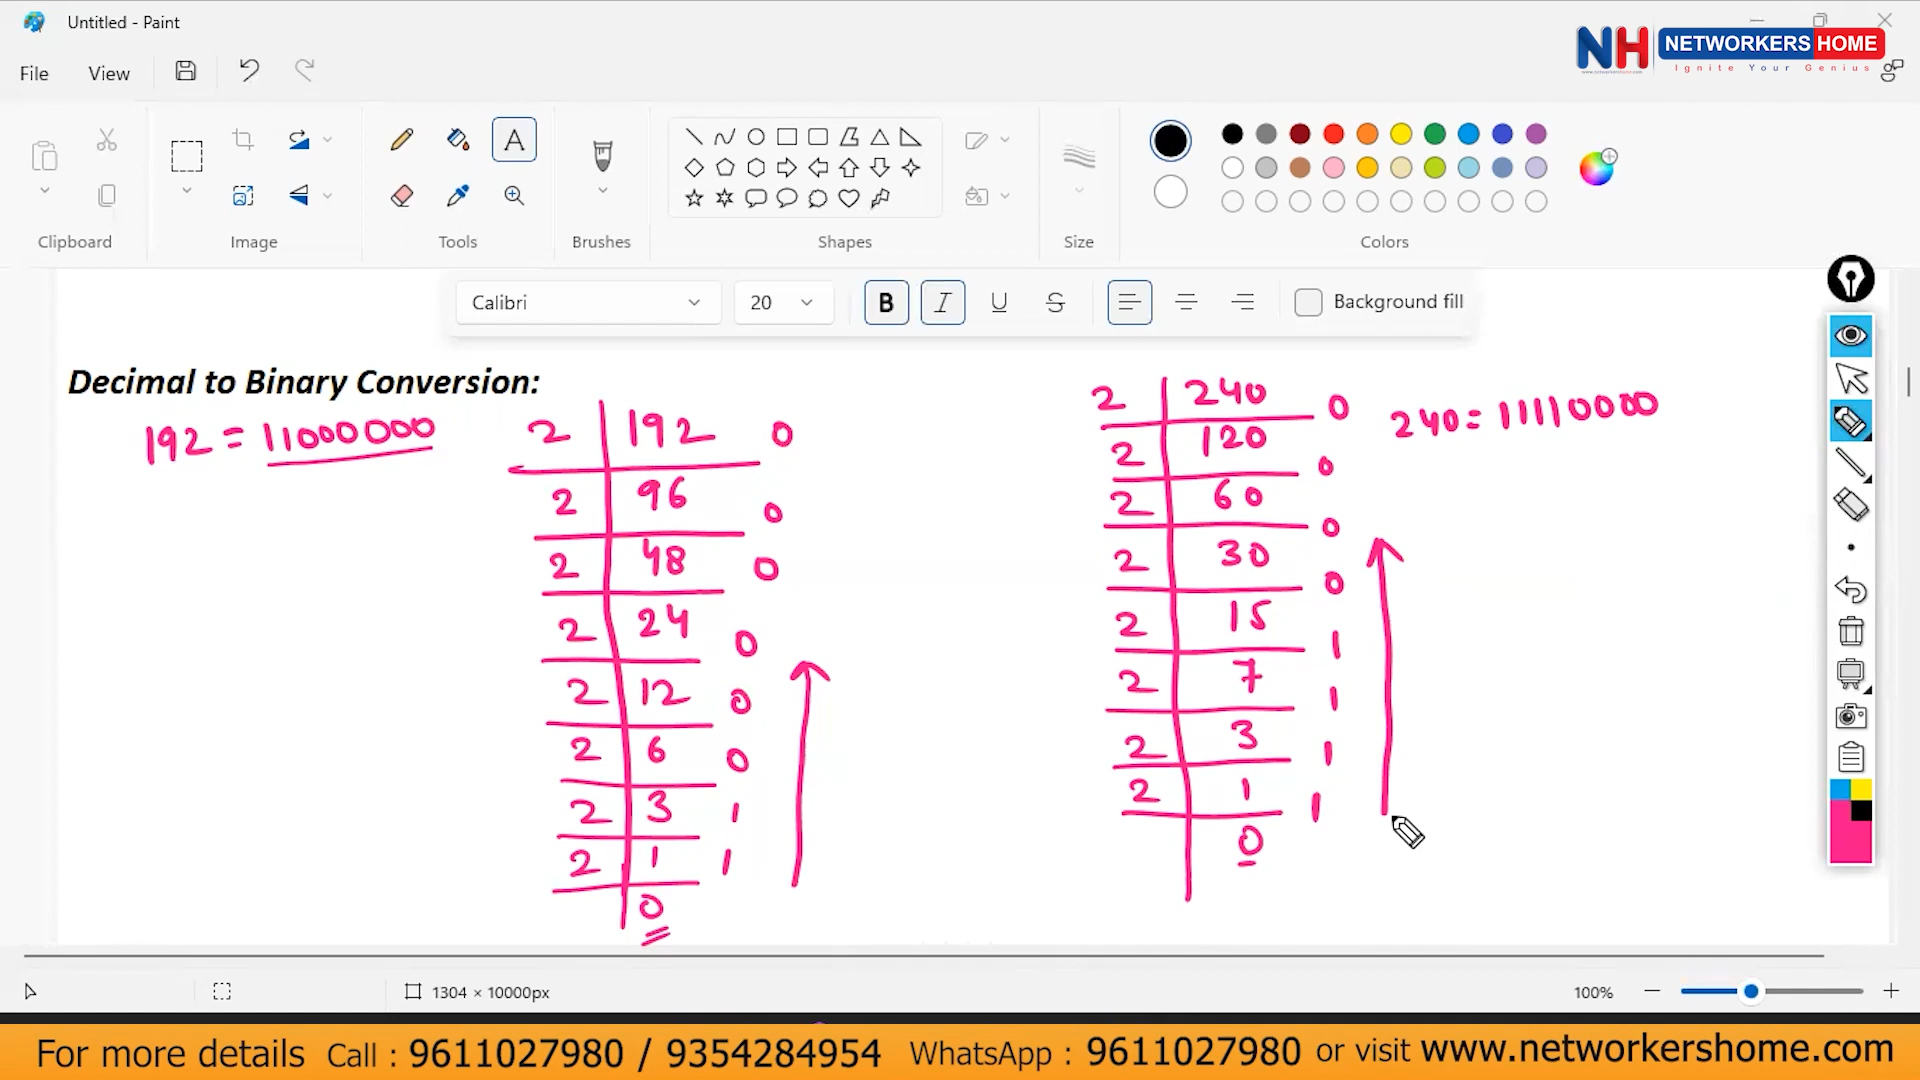 Untitled - Paint
NH NETWORKERS HOME
Ignite Your Genius
File View
Clipboard
Image
Tools
Brushes
Shapes
Size
Colors
Calibri 20 B I U S Background fill
Decimal to Binary Conversion:
192 = 11000000
2 192 0
2 96 0
2 48 0
2 24 0
2 12 0
2 6 0
2 3 1
2 1 1
0
2 240 0
2 120 0
2 60 0
2 30 0
2 15 1
2 7 1
2 3 1
2 1 1
0
240 = 11110000
1304 × 10000px
100%
For more details Call : 9611027980 / 9354284954 WhatsApp : 9611027980 or visit www.networkershome.com